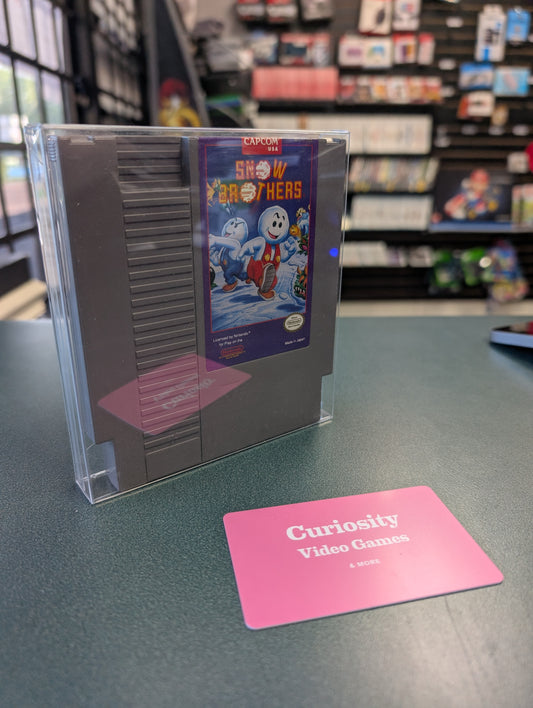 CAPCOM
USA
SNOW
BROTHERS
Licensed by Nintendo®
for Play on the
Made in Japan
Curiosity
Video Games
& MORE